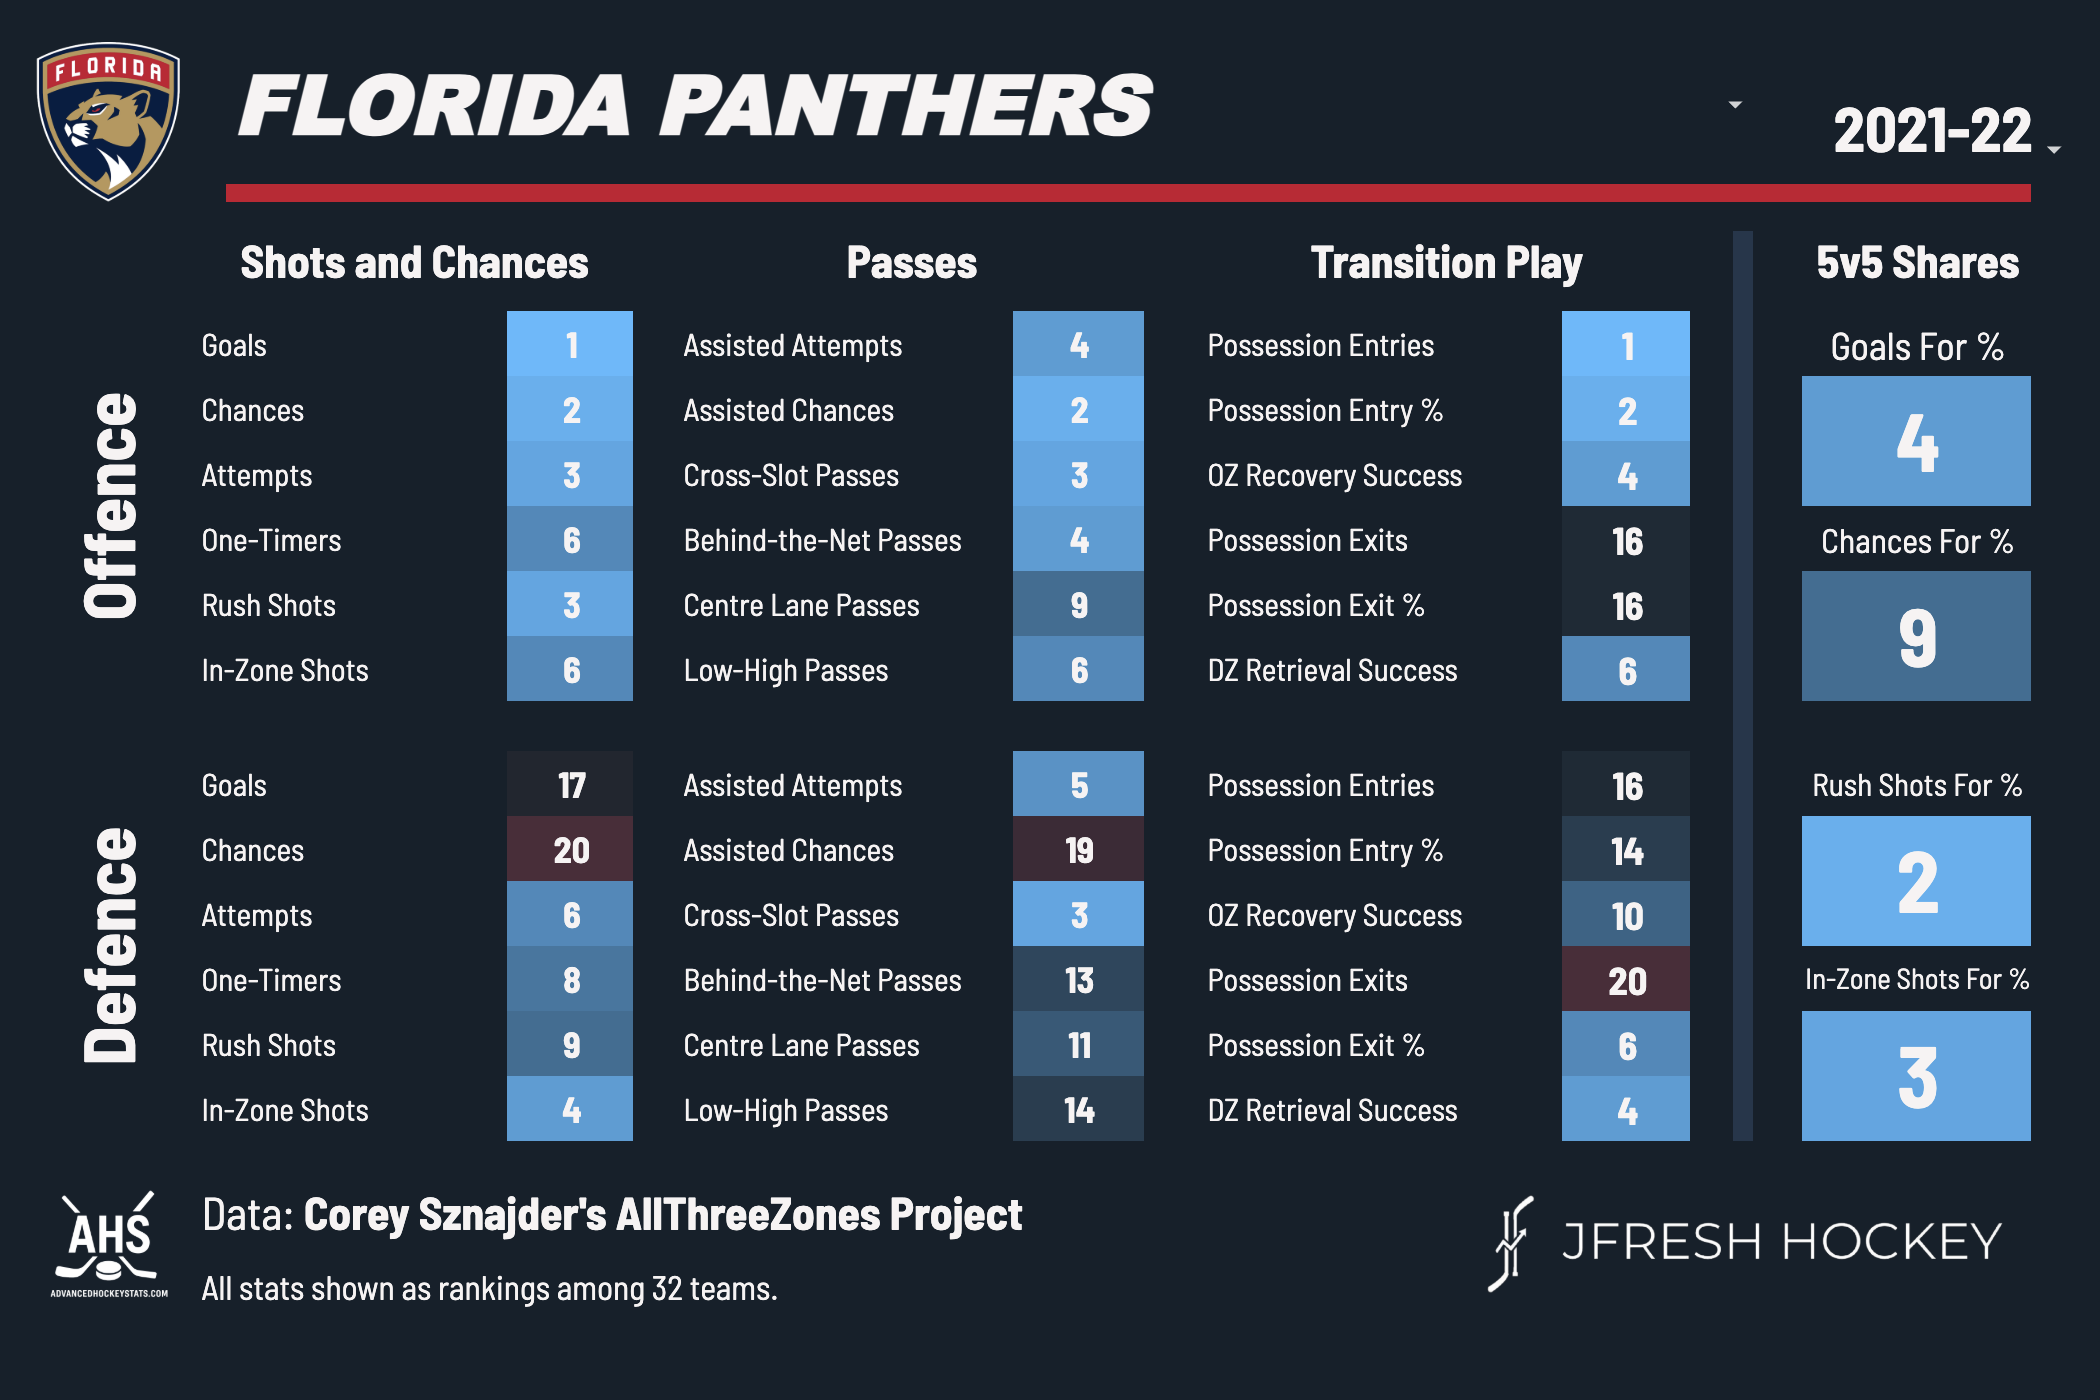 FLORIDA
FLORIDA PANTHERS
2021-22
Shots and Chances
Passes
Transition Play
5v5 Shares
Offence
Goals 1
Chances 2
Attempts 3
One-Timers 6
Rush Shots 3
In-Zone Shots 6
Assisted Attempts 4
Assisted Chances 2
Cross-Slot Passes 3
Behind-the-Net Passes 4
Centre Lane Passes 9
Low-High Passes 6
Possession Entries 1
Possession Entry % 2
OZ Recovery Success 4
Possession Exits 16
Possession Exit % 16
DZ Retrieval Success 6
Goals For %
4
Chances For %
9
Defence
Goals 17
Chances 20
Attempts 6
One-Timers 8
Rush Shots 9
In-Zone Shots 4
Assisted Attempts 5
Assisted Chances 19
Cross-Slot Passes 3
Behind-the-Net Passes 13
Centre Lane Passes 11
Low-High Passes 14
Possession Entries 16
Possession Entry % 14
OZ Recovery Success 10
Possession Exits 20
Possession Exit % 6
DZ Retrieval Success 4
Rush Shots For %
2
In-Zone Shots For %
3
AHS
ADVANCEDHOCKEYSTATS.COM
Data: Corey Sznajder's AllThreeZones Project
All stats shown as rankings among 32 teams.
JFRESH HOCKEY